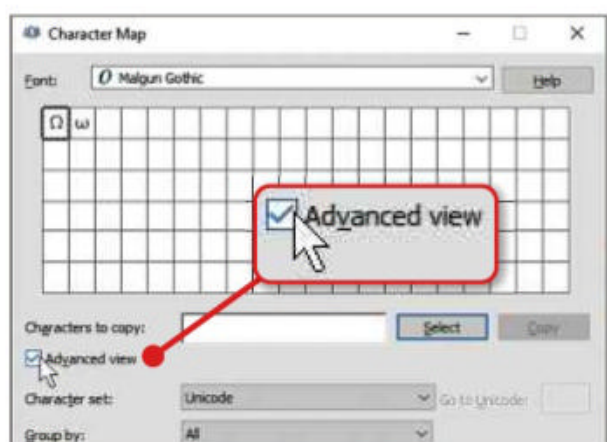 Character Map
Font: O Malgun Gothic Help
Ω ω
Advanced view
Characters to copy: Select Copy
Advanced view
Character set: Unicode Go to Unicode:
Group by: All